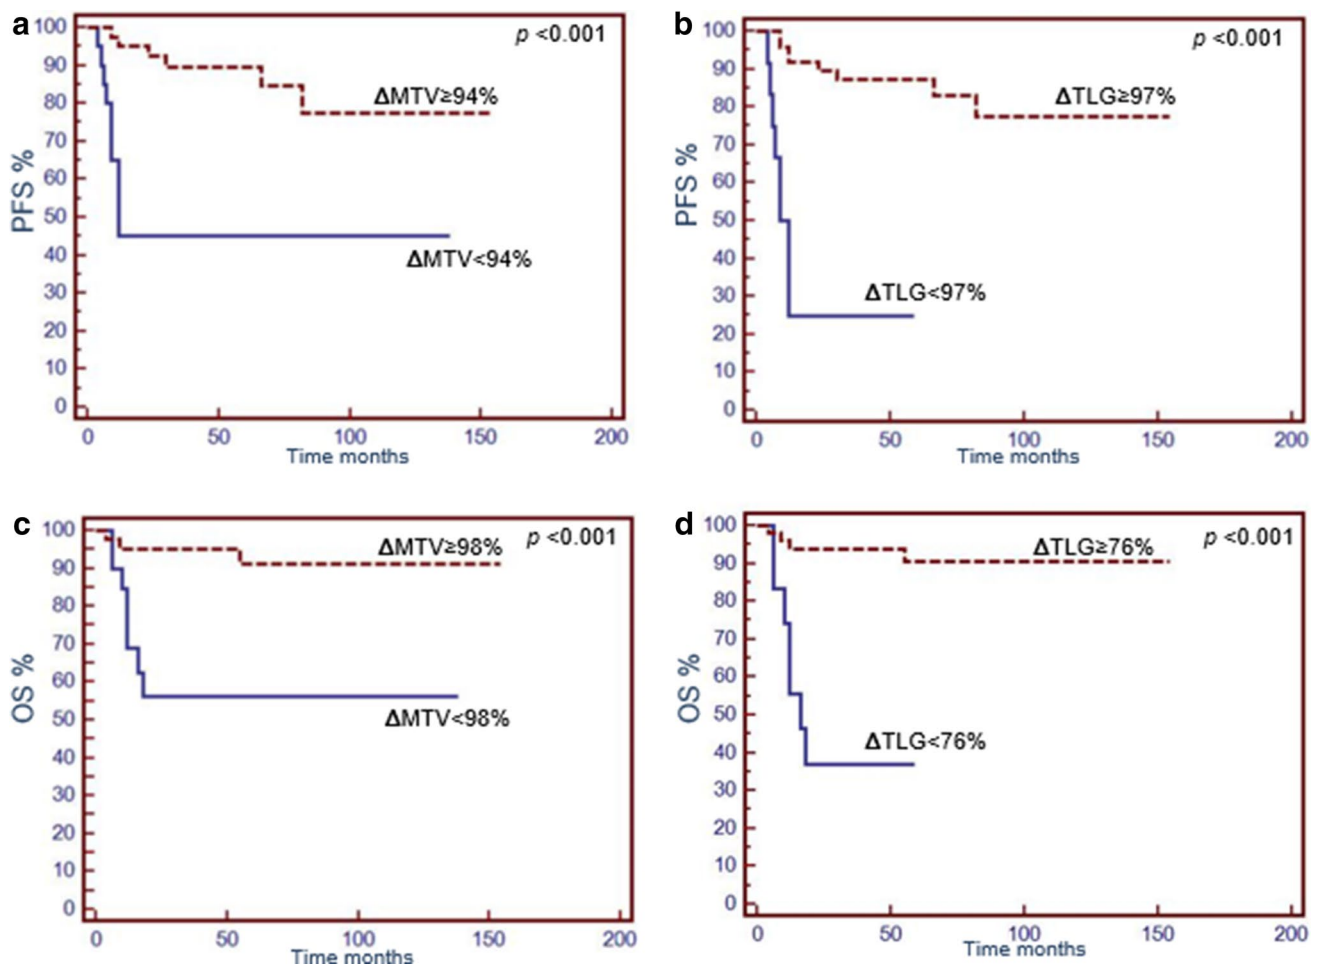 a
p <0.001
100
90
80
70
60
50
40
30
20
10
0
PFS %
ΔMTV≥94%
ΔMTV<94%
0 50 100 150 200
Time months
b
p <0.001
100
90
80
70
60
50
40
30
20
10
0
PFS %
ΔTLG≥97%
ΔTLG<97%
0 50 100 150 200
Time months
c
p <0.001
100
90
80
70
60
50
40
30
20
10
0
OS %
ΔMTV≥98%
ΔMTV<98%
0 50 100 150 200
Time months
d
p <0.001
100
90
80
70
60
50
40
30
20
10
0
OS %
ΔTLG≥76%
ΔTLG<76%
0 50 100 150 200
Time months